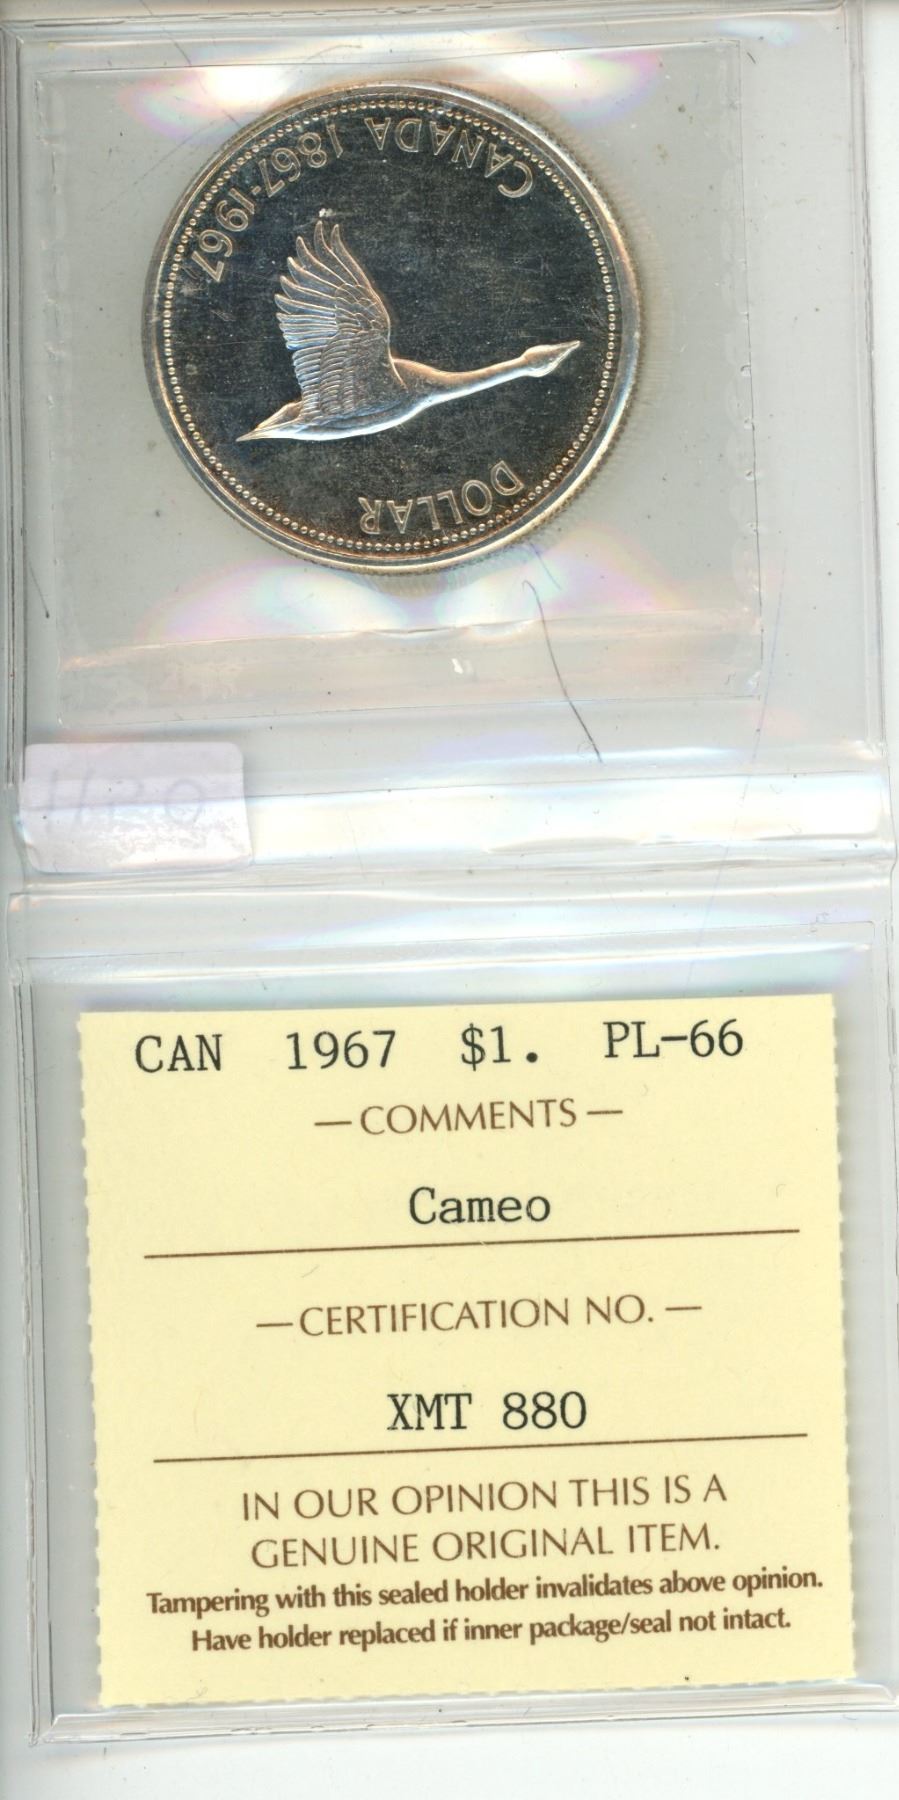 CANADA 1867-1967
DOLLAR
CAN 1967 $1. PL-66
— COMMENTS —
Cameo
— CERTIFICATION NO. —
XMT 880
IN OUR OPINION THIS IS A
GENUINE ORIGINAL ITEM.
Tampering with this sealed holder invalidates above opinion.
Have holder replaced if inner package/seal not intact.